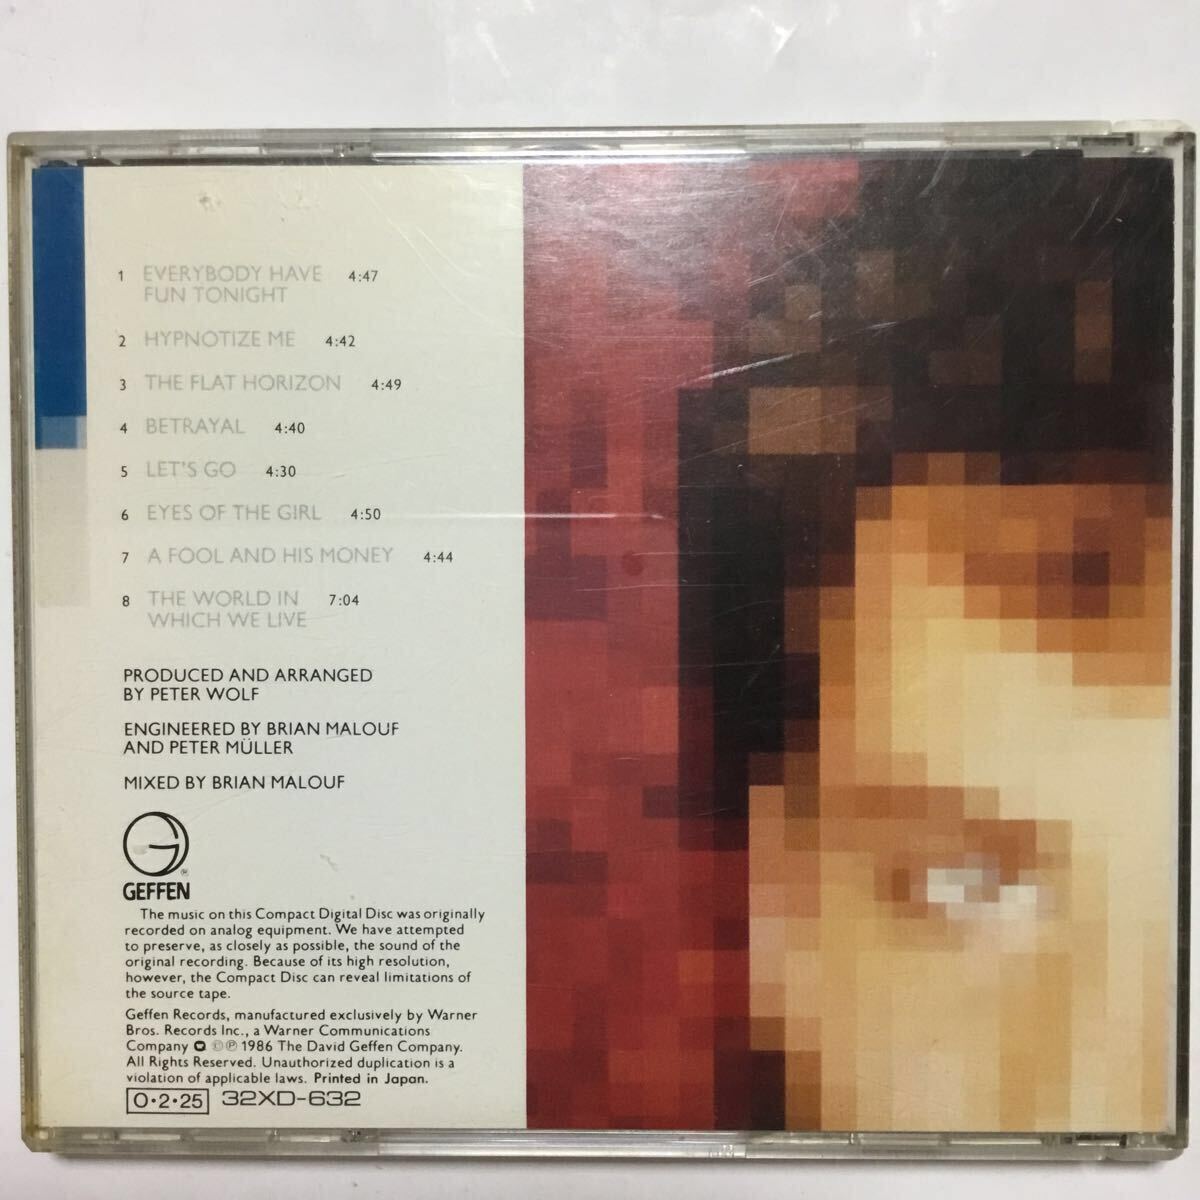 1 EVERYBODY HAVE 4:47
FUN TONIGHT
2 HYPNOTIZE ME 4:42
3 THE FLAT HORIZON 4:49
4 BETRAYAL 4:40
5 LET'S GO 4:30
6 EYES OF THE GIRL 4:50
7 A FOOL AND HIS MONEY 4:44
8 THE WORLD IN 7:04
WHICH WE LIVE
PRODUCED AND ARRANGED
BY PETER WOLF
ENGINEERED BY BRIAN MALOUF
AND PETER MÜLLER
MIXED BY BRIAN MALOUF
®
GEFFEN
The music on this Compact Digital Disc was originally
recorded on analog equipment. We have attempted
to preserve, as closely as possible, the sound of the
original recording. Because of its high resolution,
however, the Compact Disc can reveal limitations of
the source tape.
Geffen Records, manufactured exclusively by Warner
Bros. Records Inc., a Warner Communications
Company ©℗ 1986 The David Geffen Company.
All Rights Reserved. Unauthorized duplication is a
violation of applicable laws. Printed in Japan.
O·2·25 32XD-632